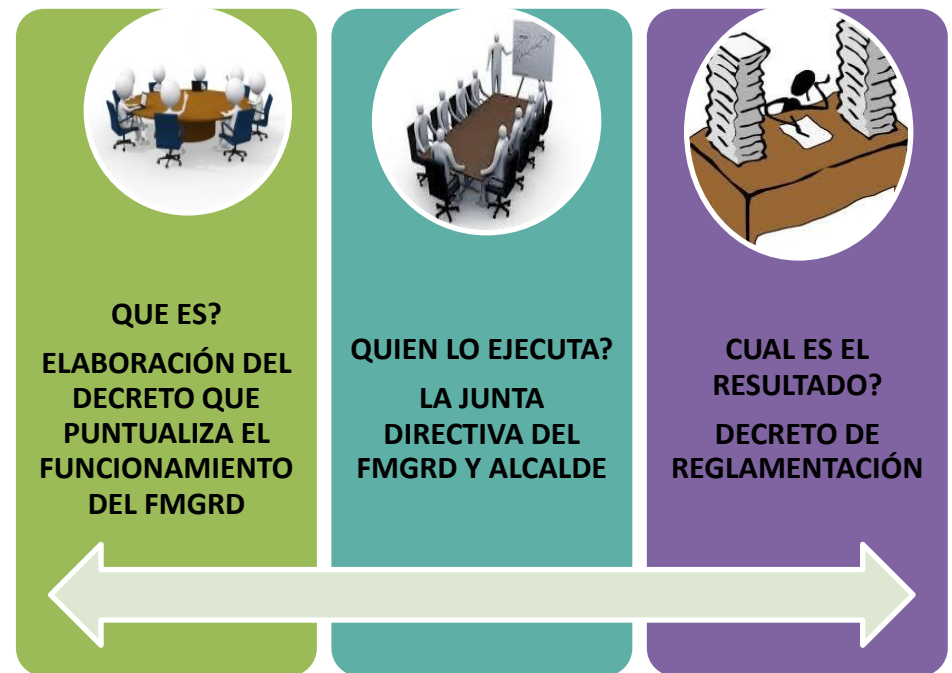 QUE ES?
ELABORACIÓN DEL
DECRETO QUE
PUNTUALIZA EL
FUNCIONAMIENTO
DEL FMGRD
QUIEN LO EJECUTA?
LA JUNTA
DIRECTIVA DEL
FMGRD Y ALCALDE
CUAL ES EL
RESULTADO?
DECRETO DE
REGLAMENTACIÓN